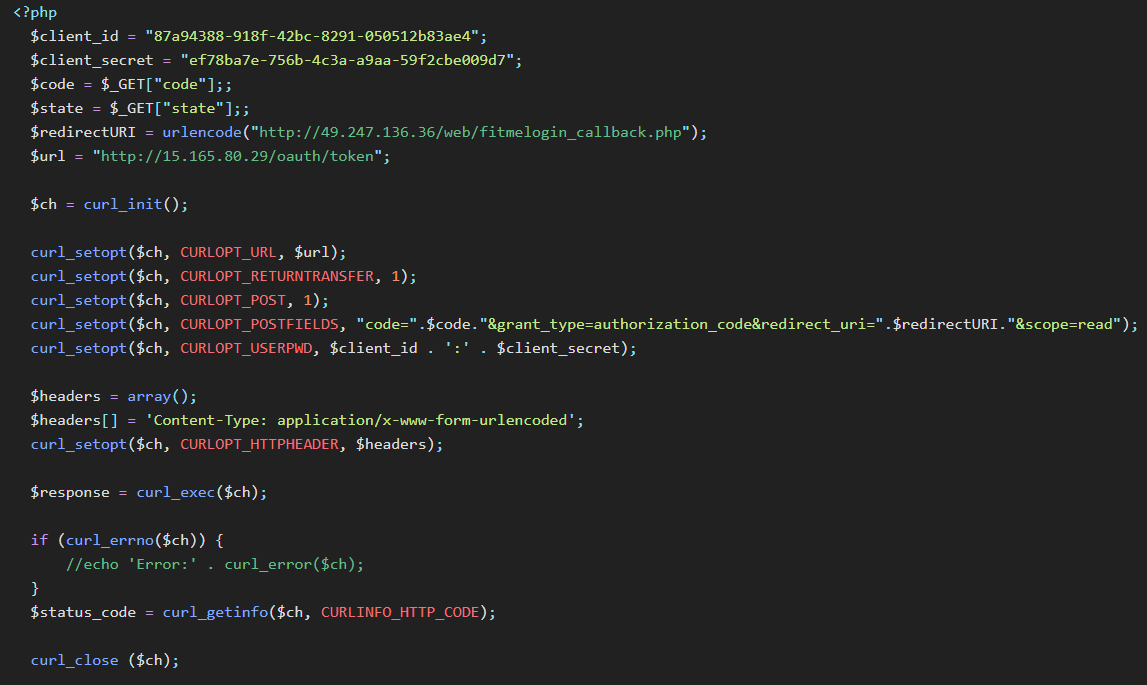 <?php
$client_id = "87a94388-918f-42bc-8291-050512b83ae4";
$client_secret = "ef78ba7e-756b-4c3a-a9aa-59f2cbe009d7";
$code = $_GET["code"];;
$state = $_GET["state"];;
$redirectURI = urlencode("http://49.247.136.36/web/fitmelogin_callback.php");
$url = "http://15.165.80.29/oauth/token";
$ch = curl_init();
curl_setopt($ch, CURLOPT_URL, $url);
curl_setopt($ch, CURLOPT_RETURNTRANSFER, 1);
curl_setopt($ch, CURLOPT_POST, 1);
curl_setopt($ch, CURLOPT_POSTFIELDS, "code=".$code."&grant_type=authorization_code&redirect_uri=".$redirectURI."&scope=read");
curl_setopt($ch, CURLOPT_USERPWD, $client_id . ':' . $client_secret);
$headers = array();
$headers[] = 'Content-Type: application/x-www-form-urlencoded';
curl_setopt($ch, CURLOPT_HTTPHEADER, $headers);
$response = curl_exec($ch);
if (curl_errno($ch)) {
//echo 'Error:' . curl_error($ch);
}
$status_code = curl_getinfo($ch, CURLINFO_HTTP_CODE);
curl_close ($ch);